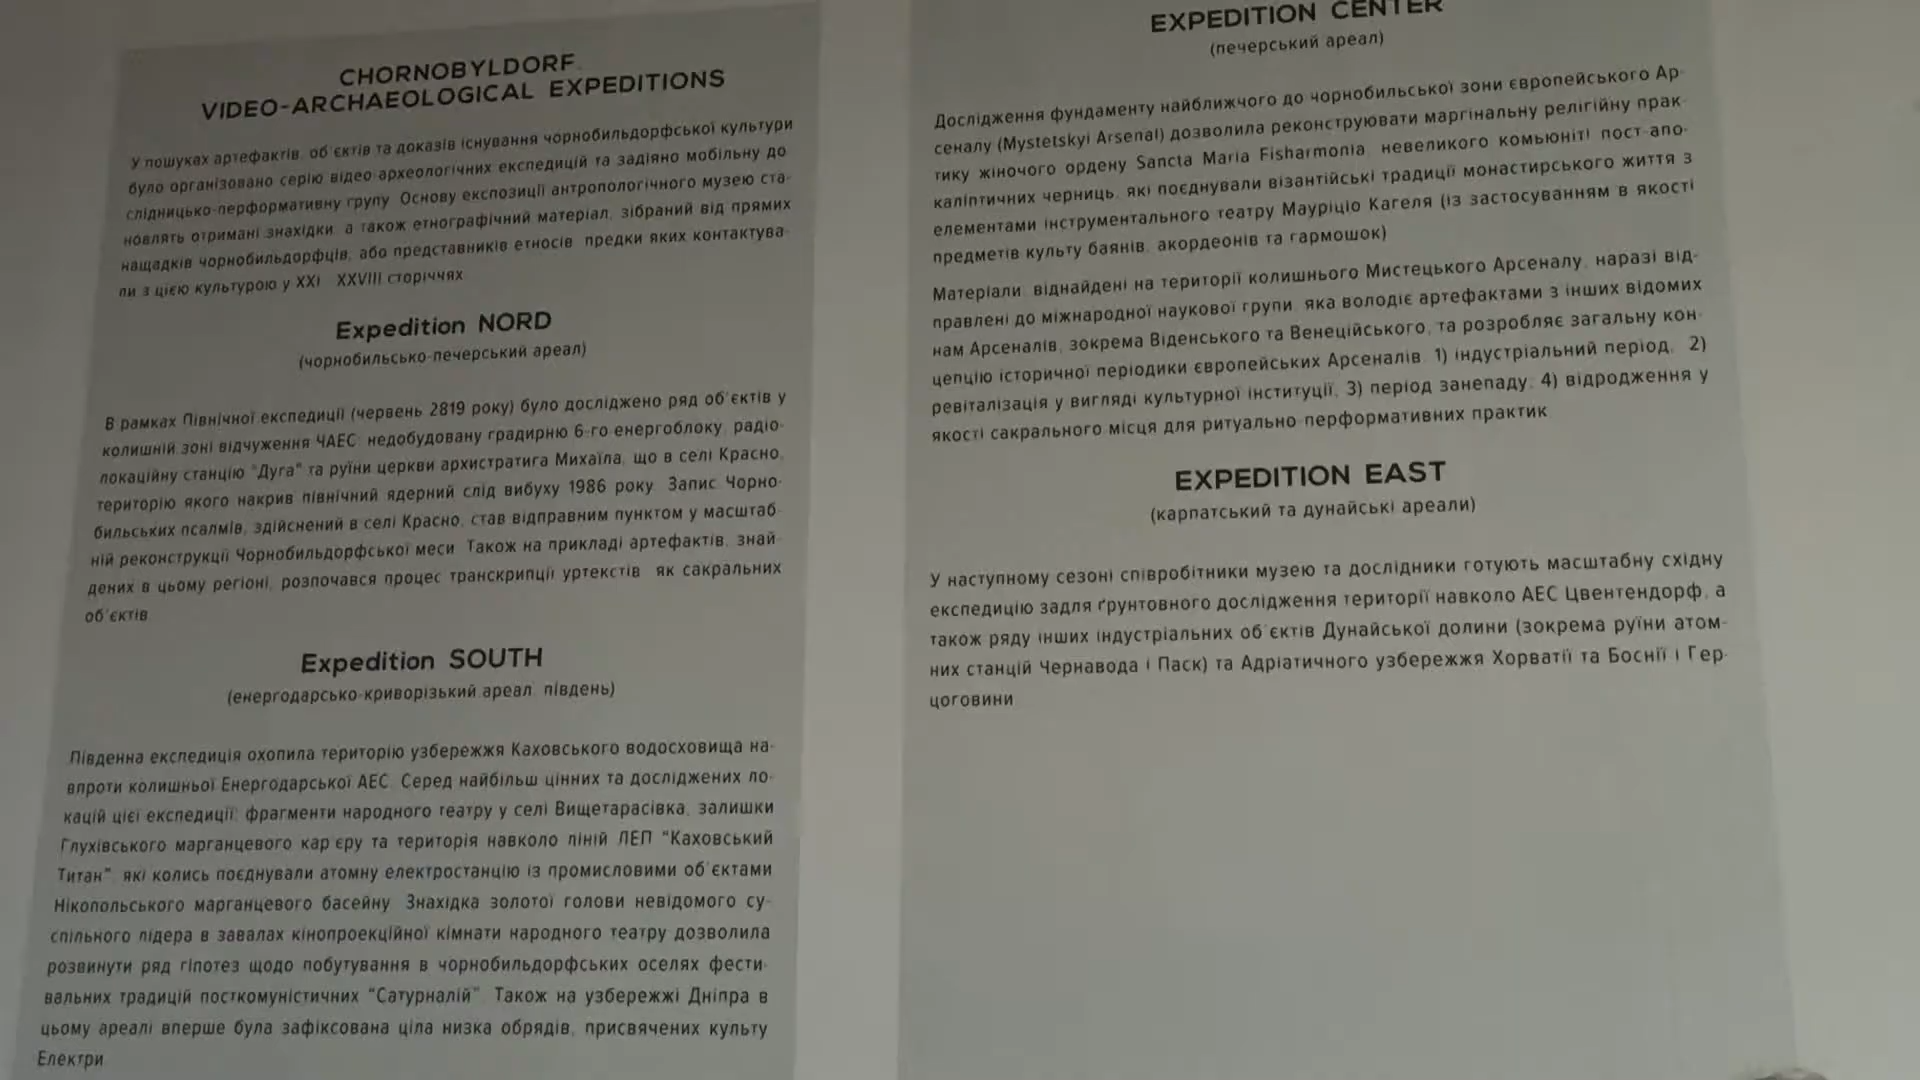 CHORNOBYLDORF.
VIDEO-ARCHAEOLOGICAL EXPEDITIONS
У пошуках артефактів, об'єктів та доказів існування чорнобильдорфської культури
було організовано серію відео-археологічних експедицій та задіяно мобільну до-
слідницько-перформативну групу. Основу експозиції антропологічного музею ста-
новлять отримані знахідки, а також етнографічний матеріал, зібраний від прямих
нащадків чорнобильдорфців, або представників етносів, предки яких контактува-
ли з цією культурою у XXI - XXVIII сторіччях.
Expedition NORD
(чорнобильсько-печерський ареал)
В рамках Північної експедиції (червень 2819 року) було досліджено ряд об'єктів у
колишній зоні відчуження ЧАЕС: недобудовану градирню 6-го енергоблоку, радіо-
локаційну станцію "Дуга" та руїни церкви архистратига Михаїла, що в селі Красно,
територію якого накрив північний ядерний слід вибуху 1986 року. Запис Чорно-
бильських псалмів, здійснений в селі Красно, став відправним пунктом у масштаб-
ній реконструкції Чорнобильдорфської меси. Також на прикладі артефактів, знай-
дених в цьому регіоні, розпочався процес транскрипції уртекстів як сакральних
об'єктів.
Expedition SOUTH
(енергодарсько-криворізький ареал, південь)
Південна експедиція охопила територію узбережжя Каховського водосховища на-
впроти колишньої Енергодарської АЕС. Серед найбільш цінних та досліджених ло-
кацій цієї експедиції: фрагменти народного театру у селі Вищетарасівка, залишки
Глухівського марганцевого кар'єру та територія навколо ліній ЛЕП "Каховський
Титан", які колись поєднували атомну електростанцію із промисловими об'єктами
Нікопольського марганцевого басейну. Знахідка золотої голови невідомого су-
спільного лідера в завалах кінопроекційної кімнати народного театру дозволила
розвинути ряд гіпотез щодо побутування в чорнобильдорфських оселях фести-
вальних традицій посткомуністичних "Сатурналій". Також на узбережжі Дніпра в
цьому ареалі вперше була зафіксована ціла низка обрядів, присвячених культу
Електри.
EXPEDITION CENTER
(печерський ареал)
Дослідження фундаменту найближчого до чорнобильської зони європейського Ар-
сеналу (Mystetskyi Arsenal) дозволила реконструювати маргінальну релігійну прак-
тику жіночого ордену Sancta Maria Fisharmonia, невеликого комьюніті пост-апо-
каліптичних черниць, які поєднували візантійські традиції монастирського життя з
елементами інструментального театру Мауріціо Кагеля (із застосуванням в якості
предметів культу баянів, акордеонів та гармошок).
Матеріали, віднайдені на території колишнього Мистецького Арсеналу, наразі від-
правлені до міжнародної наукової групи, яка володіє артефактами з інших відомих
нам Арсеналів, зокрема Віденського та Венеційського, та розробляє загальну кон-
цепцію історичної періодики європейських Арсеналів: 1) індустріальний період, 2)
ревіталізація у вигляді культурної інституції, 3) період занепаду, 4) відродження у
якості сакрального місця для ритуально-перформативних практик.
EXPEDITION EAST
(карпатський та дунайські ареали)
У наступному сезоні співробітники музею та дослідники готують масштабну східну
експедицію задля ґрунтовного дослідження території навколо АЕС Цвентендорф, а
також ряду інших індустріальних об'єктів Дунайської долини (зокрема руїни атом-
них станцій Чернавода і Паск) та Адріатичного узбережжя Хорватії та Боснії і Гер-
цоговини.